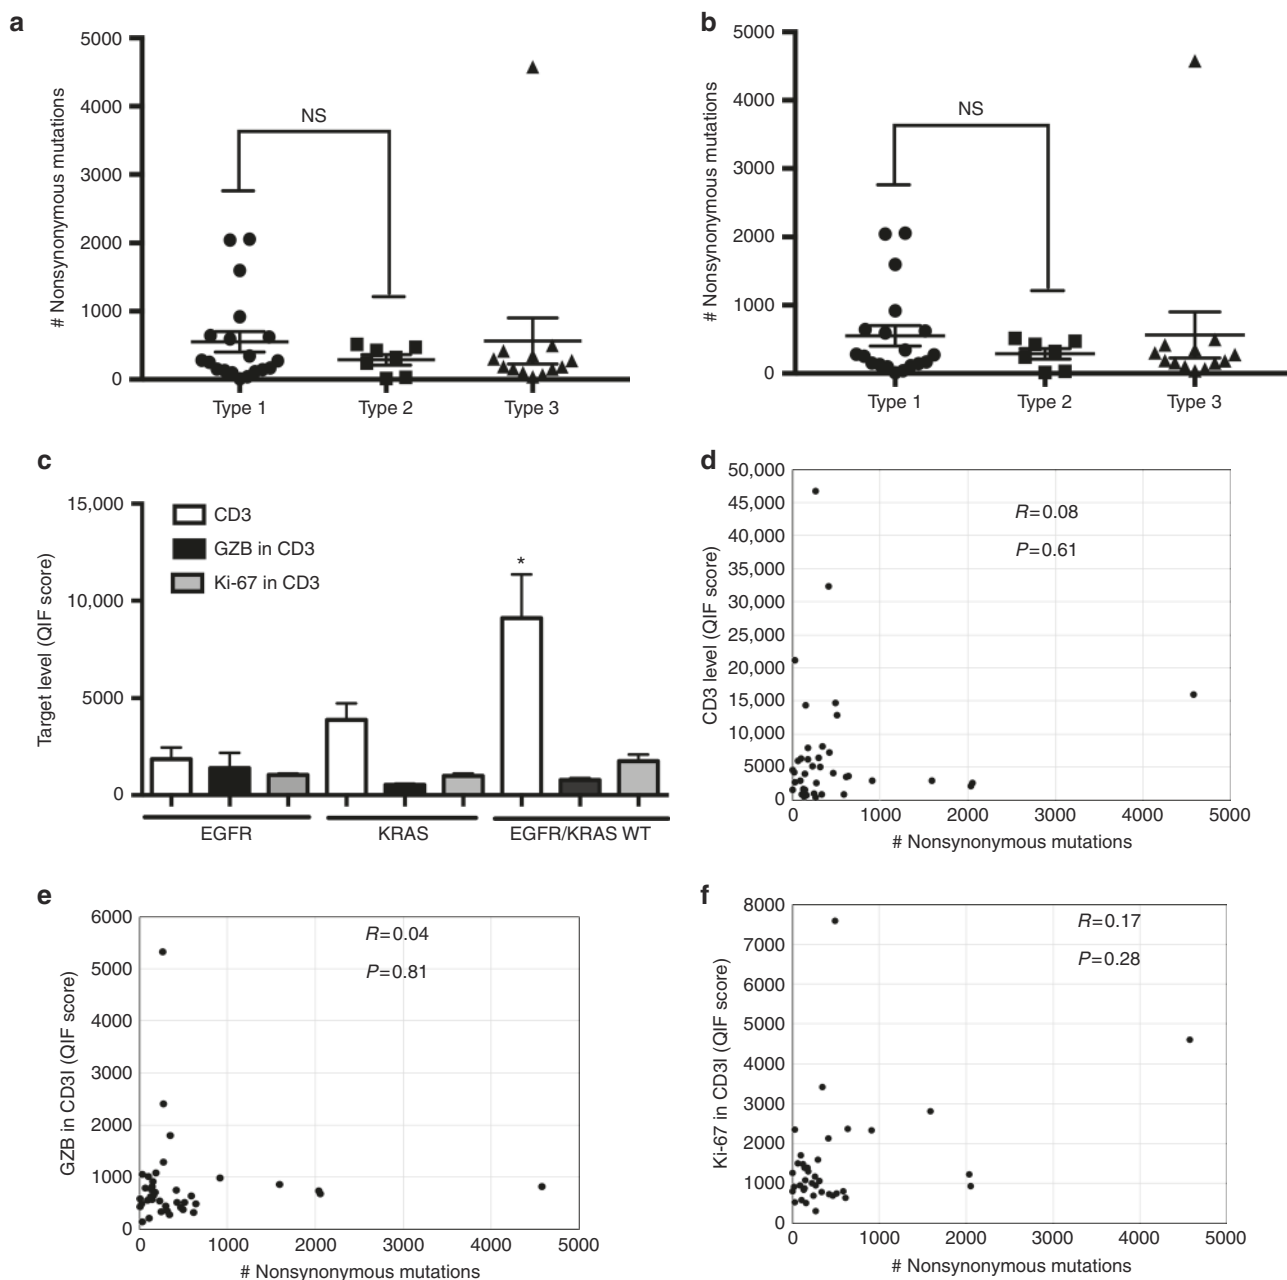 a
5000
4000
3000
2000
1000
0
# Nonsynonymous mutations
NS
Type 1
Type 2
Type 3
b
5000
4000
3000
2000
1000
0
# Nonsynonymous mutations
NS
Type 1
Type 2
Type 3
c
15,000
10,000
5000
0
Target level (QIF score)
CD3
GZB in CD3
Ki-67 in CD3
*
EGFR
KRAS
EGFR/KRAS WT
d
50,000
45,000
40,000
35,000
30,000
25,000
20,000
15,000
10,000
5000
0
CD3 level (QIF score)
R=0.08
P=0.61
0 1000 2000 3000 4000 5000
# Nonsynonymous mutations
e
6000
5000
4000
3000
2000
1000
0
GZB in CD3I (QIF score)
R=0.04
P=0.81
0 1000 2000 3000 4000 5000
# Nonsynonymous mutations
f
8000
7000
6000
5000
4000
3000
2000
1000
0
Ki-67 in CD3I (QIF score)
R=0.17
P=0.28
0 1000 2000 3000 4000 5000
# Nonsynonymous mutations